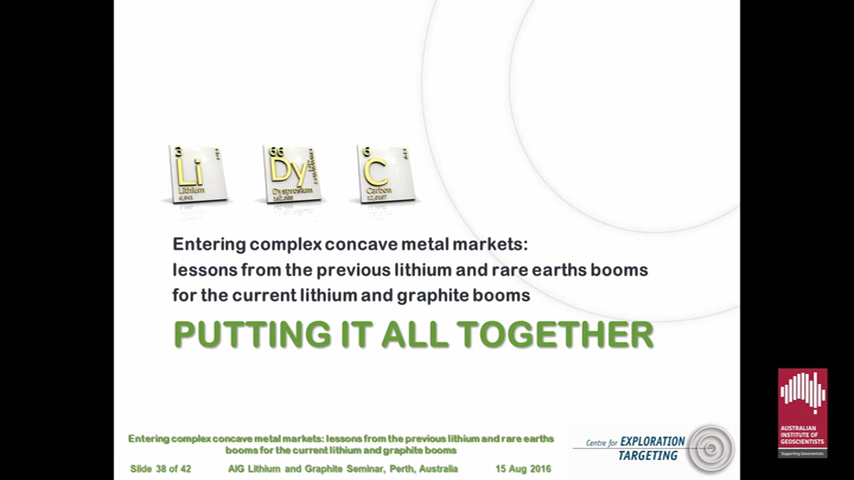 3
Li
Lithium
66
Dy
Dysprosium
6
C
Carbon
Entering complex concave metal markets:
lessons from the previous lithium and rare earths booms
for the current lithium and graphite booms
PUTTING IT ALL TOGETHER
Entering complex concave metal markets: lessons from the previous lithium and rare earths
booms for the current lithium and graphite booms
Slide 38 of 42 AIG Lithium and Graphite Seminar, Perth, Australia 15 Aug 2016
Centre for EXPLORATION
TARGETING
AUSTRALIAN
INSTITUTE OF
GEOSCIENTISTS
Supporting Geoscientists